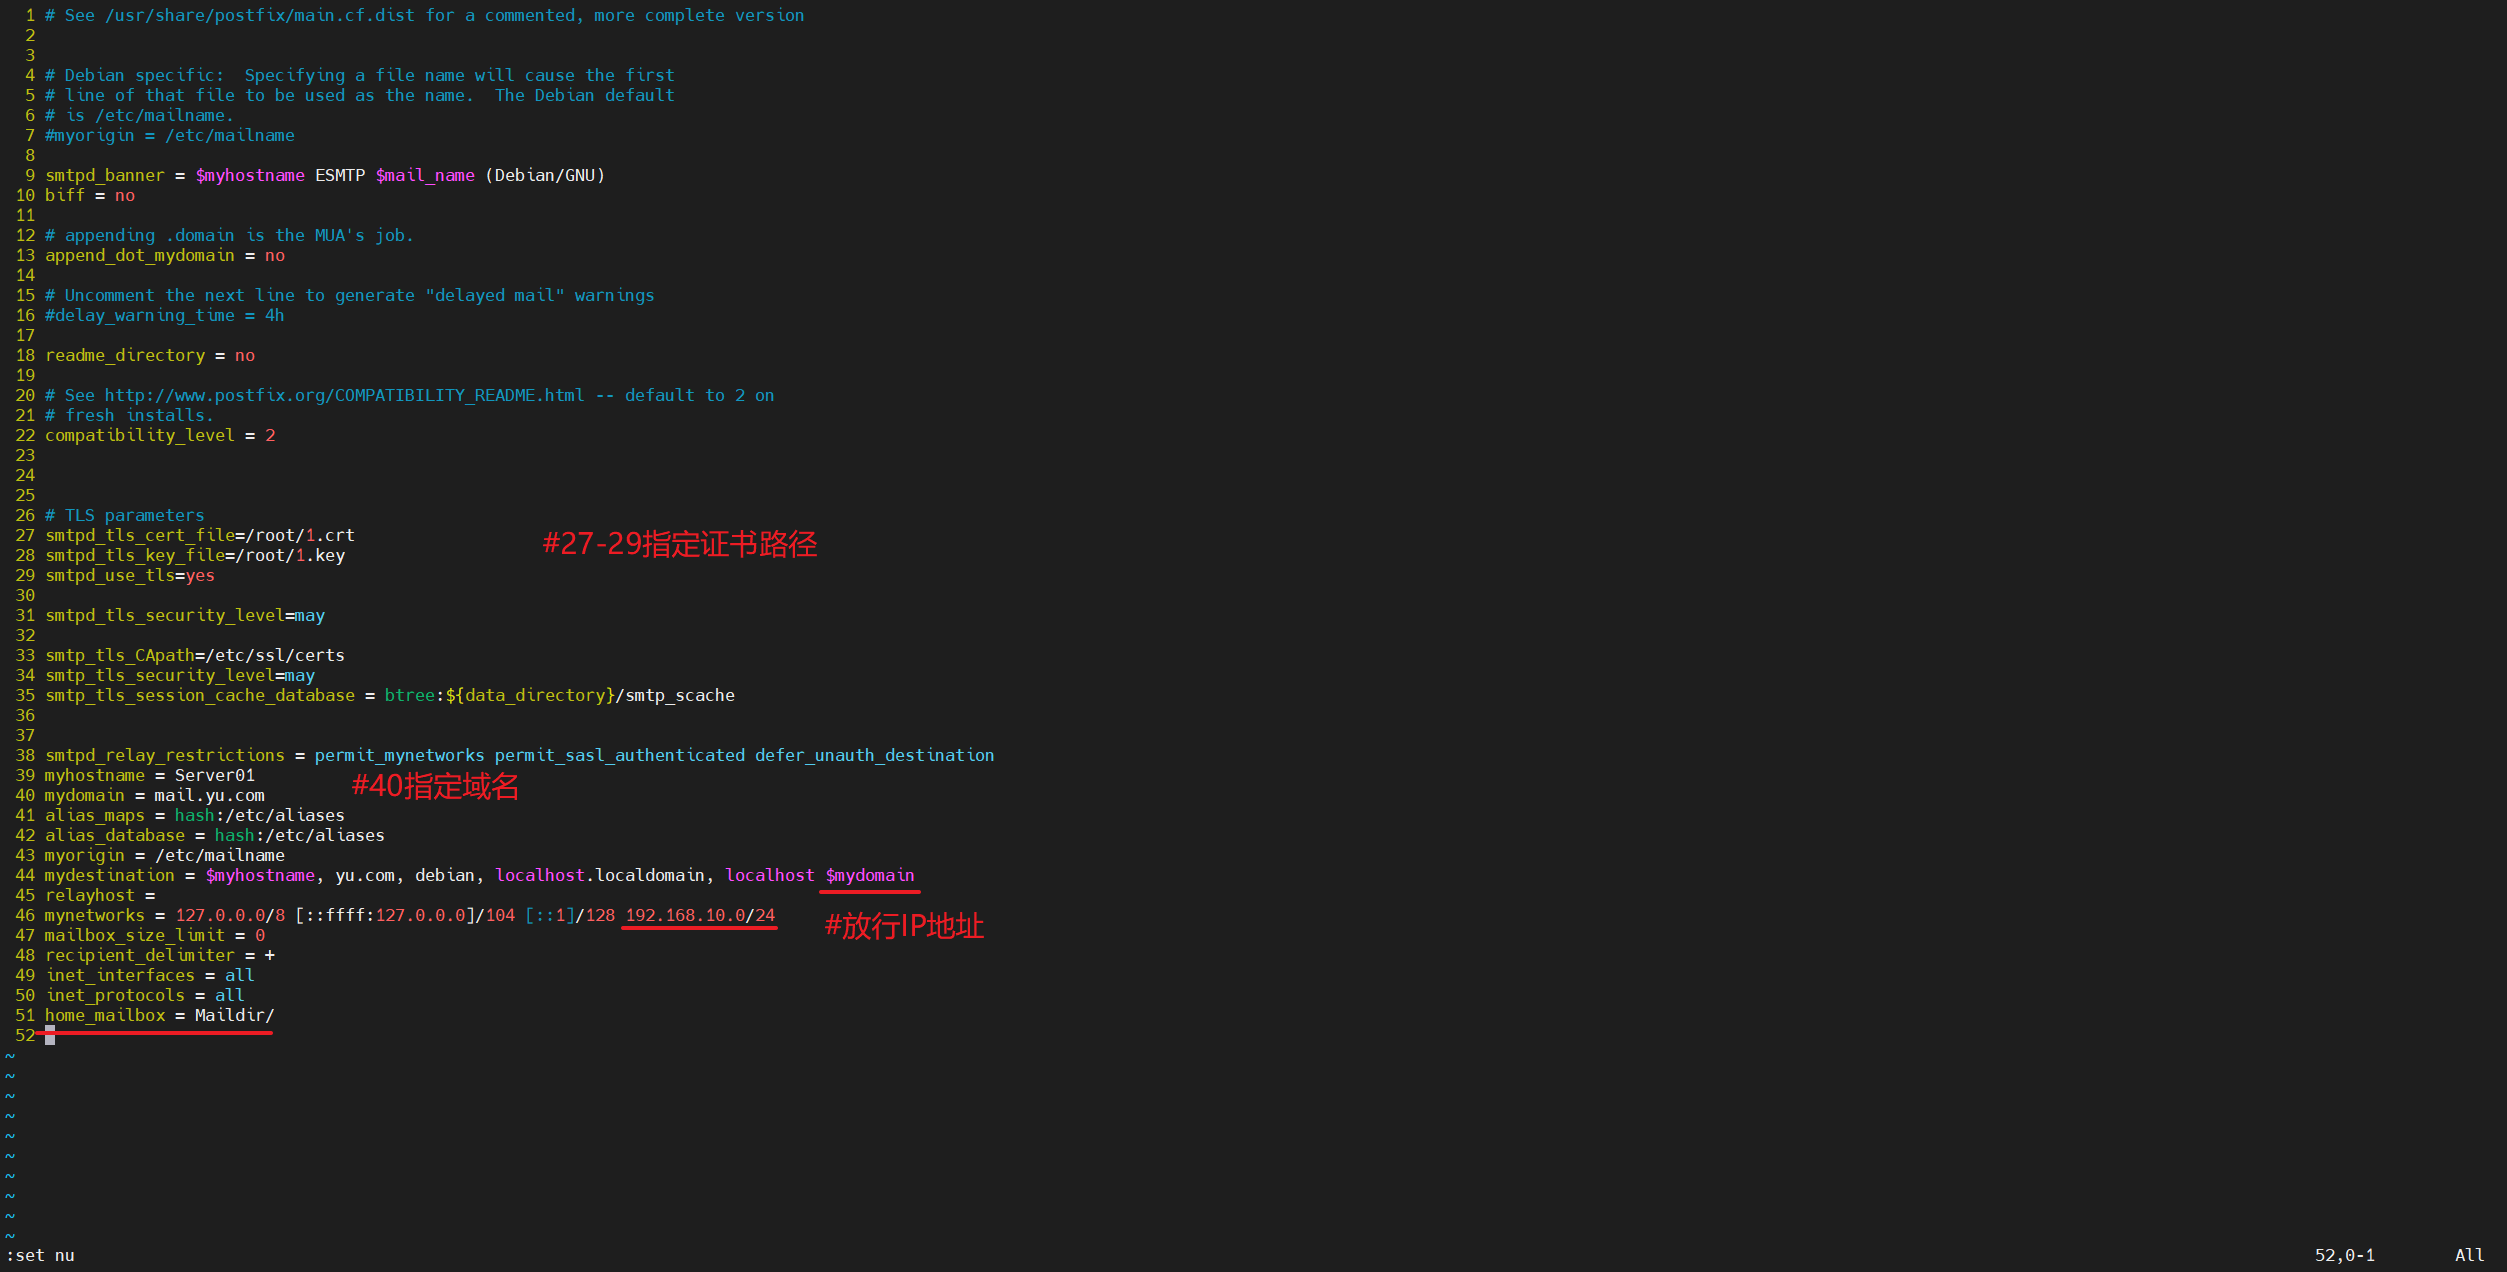 1 # See /usr/share/postfix/main.cf.dist for a commented, more complete version
2
3
4 # Debian specific:  Specifying a file name will cause the first
5 # line of that file to be used as the name.  The Debian default
6 # is /etc/mailname.
7 #myorigin = /etc/mailname
8
9 smtpd_banner = $myhostname ESMTP $mail_name (Debian/GNU)
10 biff = no
11
12 # appending .domain is the MUA's job.
13 append_dot_mydomain = no
14
15 # Uncomment the next line to generate "delayed mail" warnings
16 #delay_warning_time = 4h
17
18 readme_directory = no
19
20 # See http://www.postfix.org/COMPATIBILITY_README.html -- default to 2 on
21 # fresh installs.
22 compatibility_level = 2
23
24
25
26 # TLS parameters
27 smtpd_tls_cert_file=/root/1.crt
#27-29指定证书路径
28 smtpd_tls_key_file=/root/1.key
29 smtpd_use_tls=yes
30
31 smtpd_tls_security_level=may
32
33 smtp_tls_CApath=/etc/ssl/certs
34 smtp_tls_security_level=may
35 smtp_tls_session_cache_database = btree:${data_directory}/smtp_scache
36
37
38 smtpd_relay_restrictions = permit_mynetworks permit_sasl_authenticated defer_unauth_destination
39 myhostname = Server01
#40指定域名
40 mydomain = mail.yu.com
41 alias_maps = hash:/etc/aliases
42 alias_database = hash:/etc/aliases
43 myorigin = /etc/mailname
44 mydestination = $myhostname, yu.com, debian, localhost.localdomain, localhost $mydomain
45 relayhost =
46 mynetworks = 127.0.0.0/8 [::ffff:127.0.0.0]/104 [::1]/128 192.168.10.0/24
#放行IP地址
47 mailbox_size_limit = 0
48 recipient_delimiter = +
49 inet_interfaces = all
50 inet_protocols = all
51 home_mailbox = Maildir/
52
~
~
~
~
~
~
~
~
~
~
:set nu
52,0-1
All